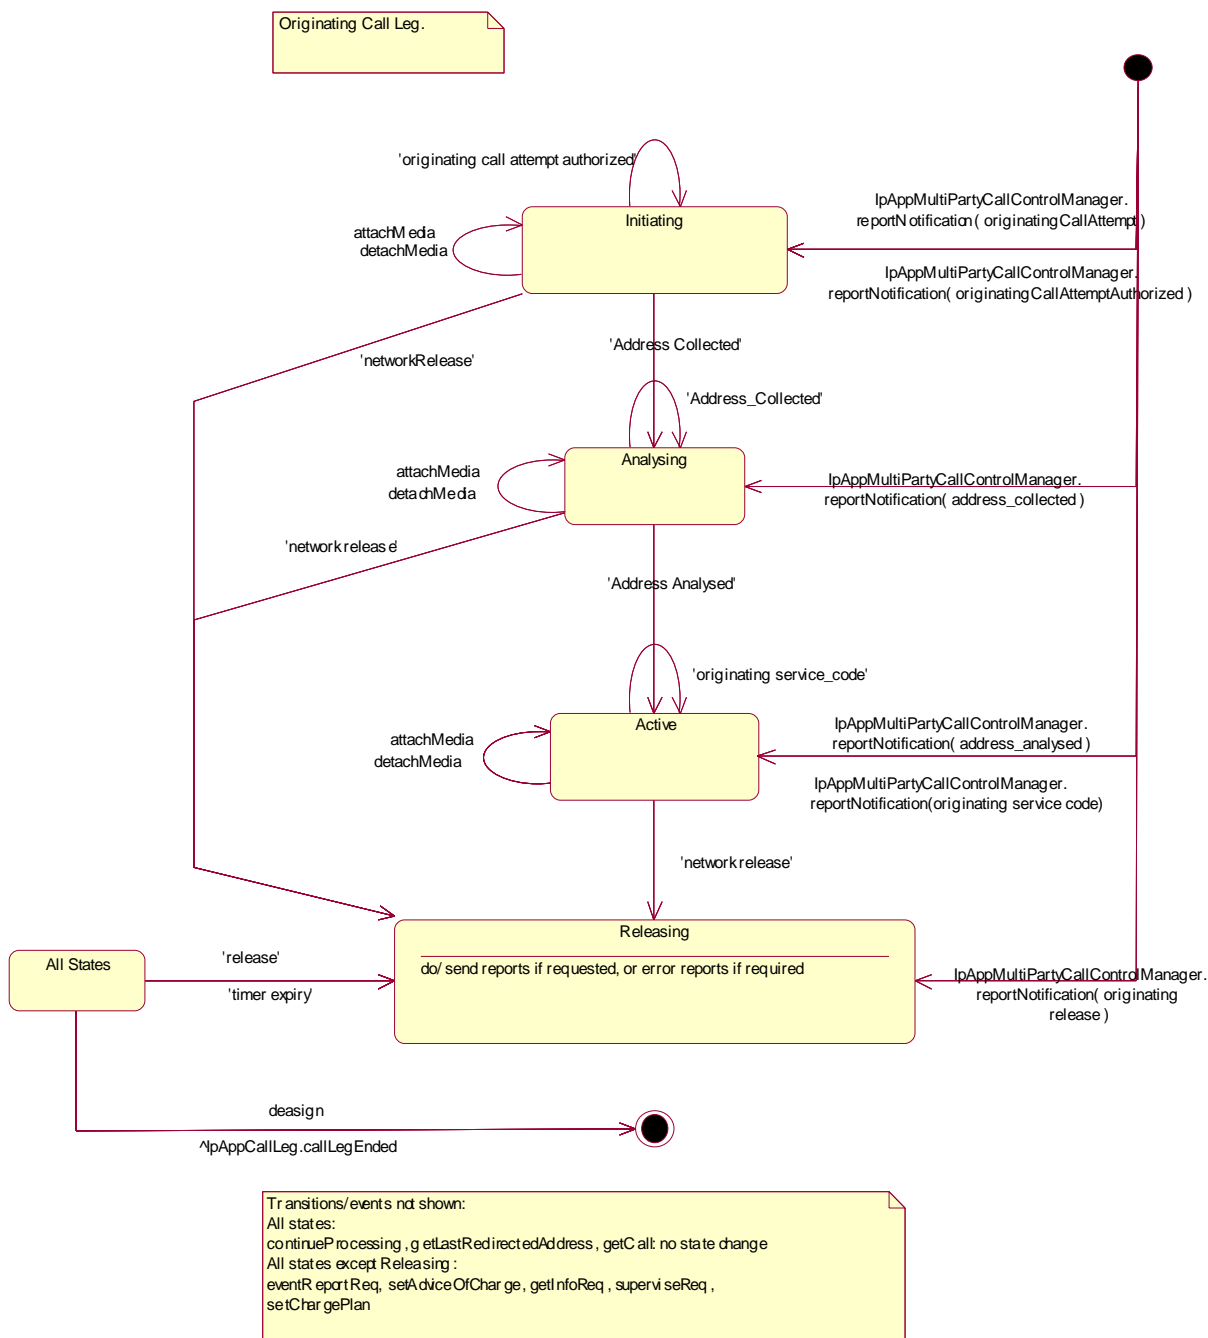 Originating Call Leg.
'originating call attempt authorized'
IpAppMultiPartyCallControlManager.
reportNotification( originatingCallAttempt )
Initiating
attachMedia
detachMedia
IpAppMultiPartyCallControlManager.
reportNotification( originatingCallAttemptAuthorized )
'Address Collected'
'networkRelease'
'Address_Collected'
Analysing
attachMedia
detachMedia
IpAppMultiPartyCallControlManager.
reportNotification( address_collected )
'network release'
'Address Analysed'
'originating service_code'
Active
attachMedia
detachMedia
IpAppMultiPartyCallControlManager.
reportNotification( address_analysed )
IpAppMultiPartyCallControlManager.
reportNotification(originating service code)
'network release'
Releasing
do/ send reports if requested, or error reports if required
All States
'release'
'timer expiry'
IpAppMultiPartyCallControlManager.
reportNotification( originating
release )
deasign
^IpAppCallLeg.callLegEnded
Transitions/events not shown:
All states:
continueProcessing, getLastRedirectedAddress, getCall: no state change
All states except Releasing :
eventReportReq, setAdviceOfCharge, getInfoReq, superviseReq,
setChargePlan